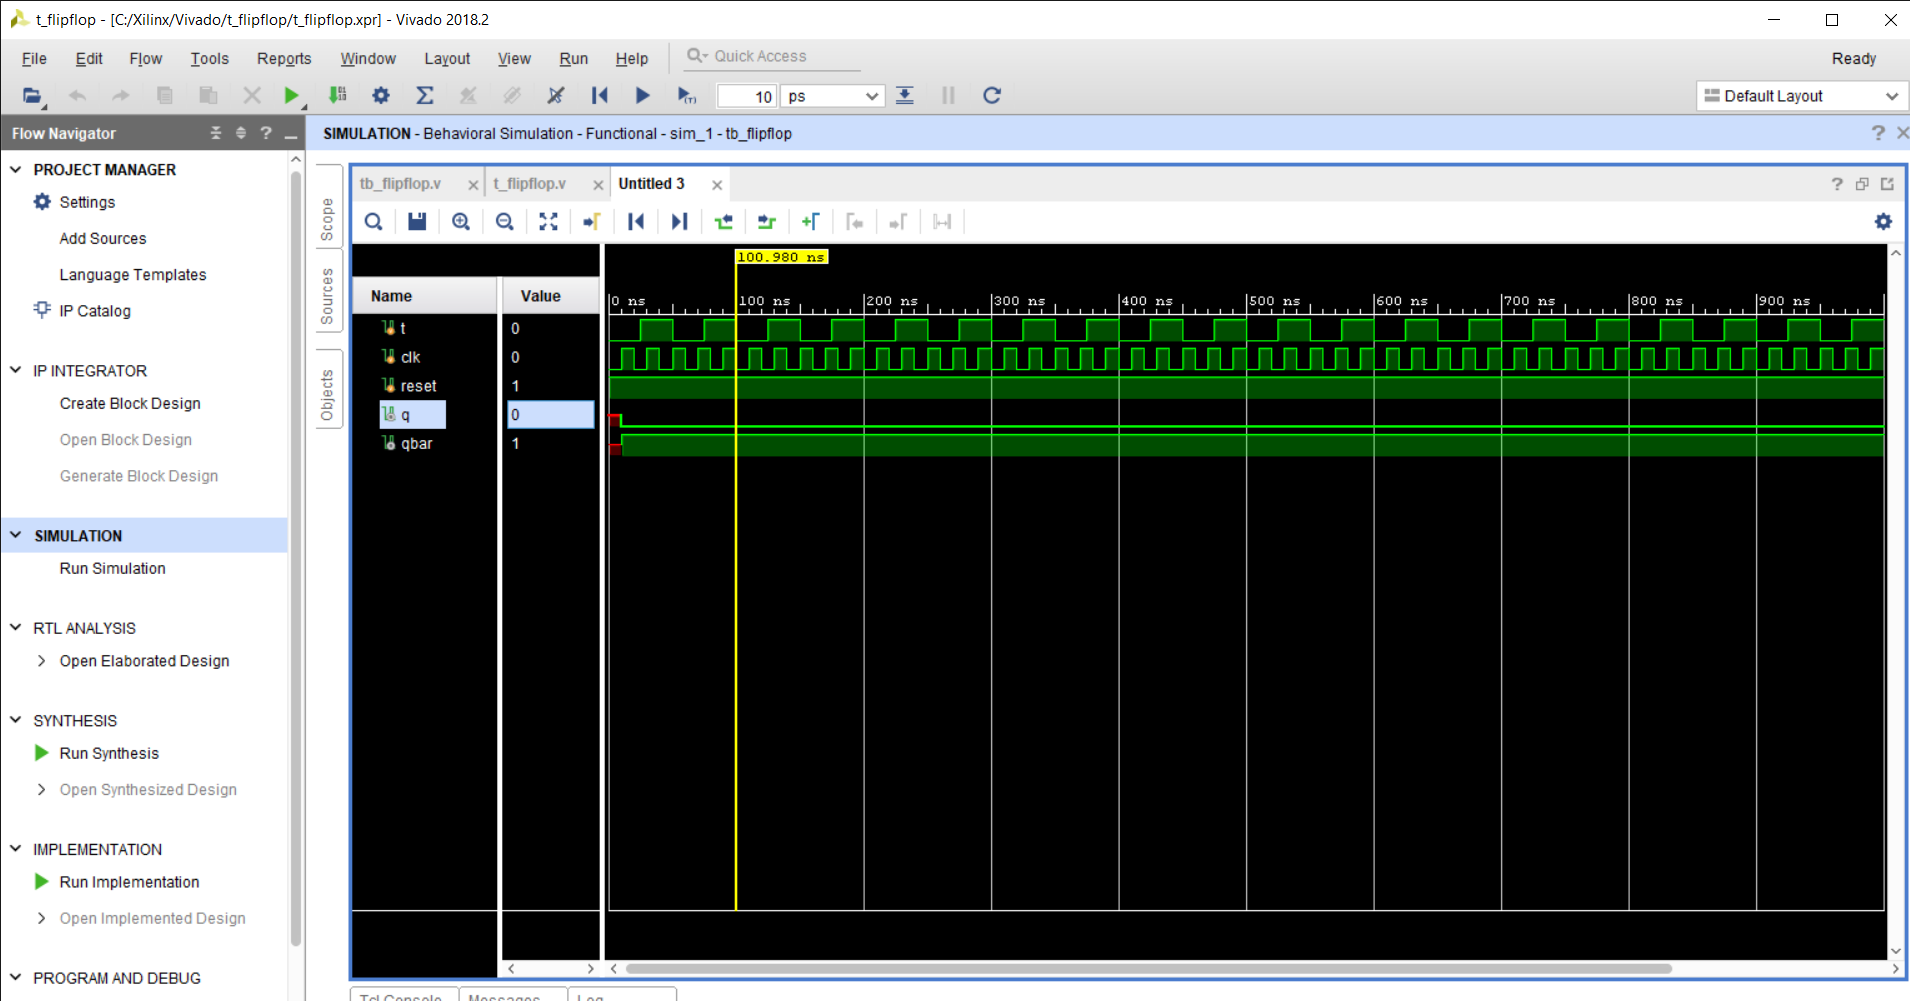 t_flipflop - [C:/Xilinx/Vivado/t_flipflop/t_flipflop.xpr] - Vivado 2018.2
File Edit Flow Tools Reports Window Layout View Run Help Quick Access Ready
10 ps Default Layout
Flow Navigator
PROJECT MANAGER
Settings
Add Sources
Language Templates
IP Catalog
IP INTEGRATOR
Create Block Design
Open Block Design
Generate Block Design
SIMULATION
Run Simulation
RTL ANALYSIS
Open Elaborated Design
SYNTHESIS
Run Synthesis
Open Synthesized Design
IMPLEMENTATION
Run Implementation
Open Implemented Design
PROGRAM AND DEBUG
SIMULATION - Behavioral Simulation - Functional - sim_1 - tb_flipflop
Scope
Sources
Objects
tb_flipflop.v t_flipflop.v Untitled 3
100.980 ns
Name Value
0 ns 100 ns 200 ns 300 ns 400 ns 500 ns 600 ns 700 ns 800 ns 900 ns
t 0
clk 0
reset 1
q 0
qbar 1
Tcl Console Messages Log